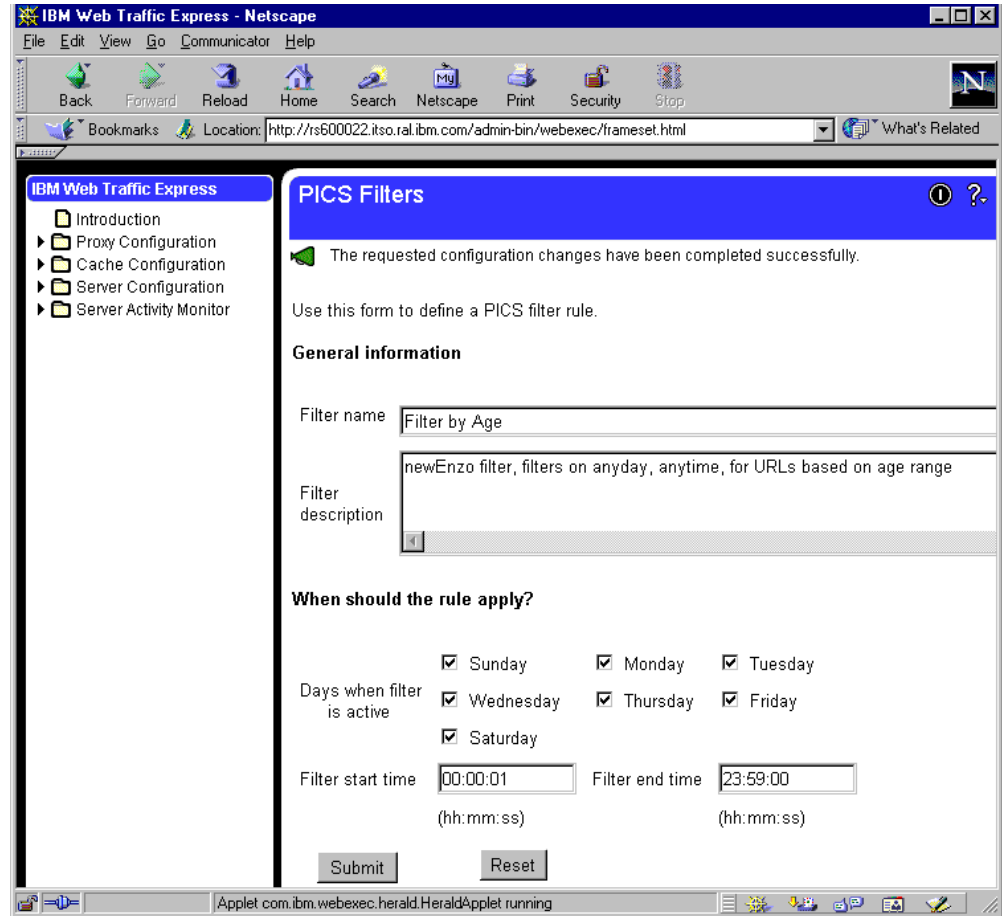 IBM Web Traffic Express - Netscape
File Edit View Go Communicator Help
My
Back Forward Reload Home Search Netscape Print Security Stop
N
Bookmarks Location: http://rs600022.itso.ral.ibm.com/admin-bin/webexec/frameset.html What's Related
IBM Web Traffic Express
Introduction
Proxy Configuration
Cache Configuration
Server Configuration
Server Activity Monitor
PICS Filters
?
The requested configuration changes have been completed successfully.
Use this form to define a PICS filter rule.
General information
Filter name Filter by Age
Filter description
newEnzo filter, filters on anyday, anytime, for URLs based on age range
When should the rule apply?
Days when filter is active
Sunday Monday Tuesday
Wednesday Thursday Friday
Saturday
Filter start time 00:00:01 Filter end time 23:59:00
(hh:mm:ss) (hh:mm:ss)
Submit Reset
Applet com.ibm.webexec.herald.HeraldApplet running